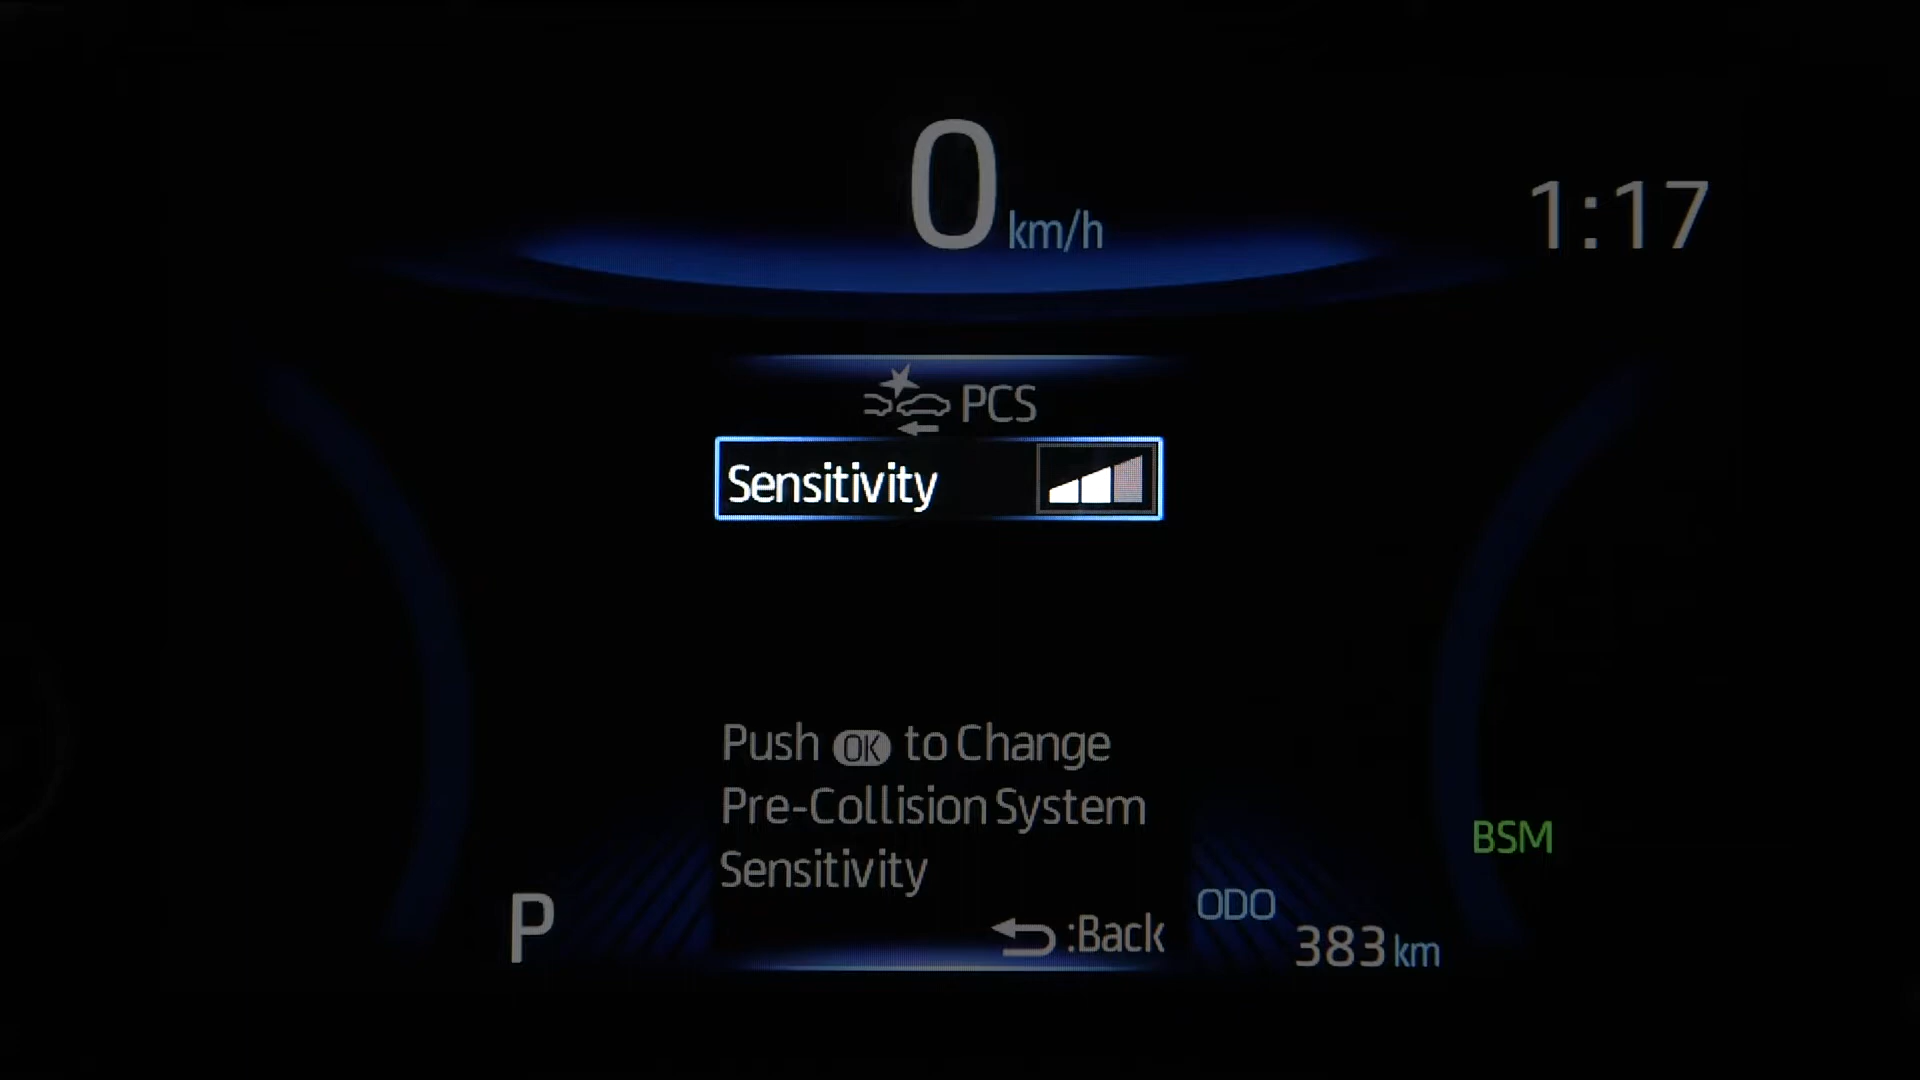 0 km/h
1:17
PCS
Sensitivity
Push OK to Change
Pre-Collision System
Sensitivity
:Back
P
BSM
ODO
383 km